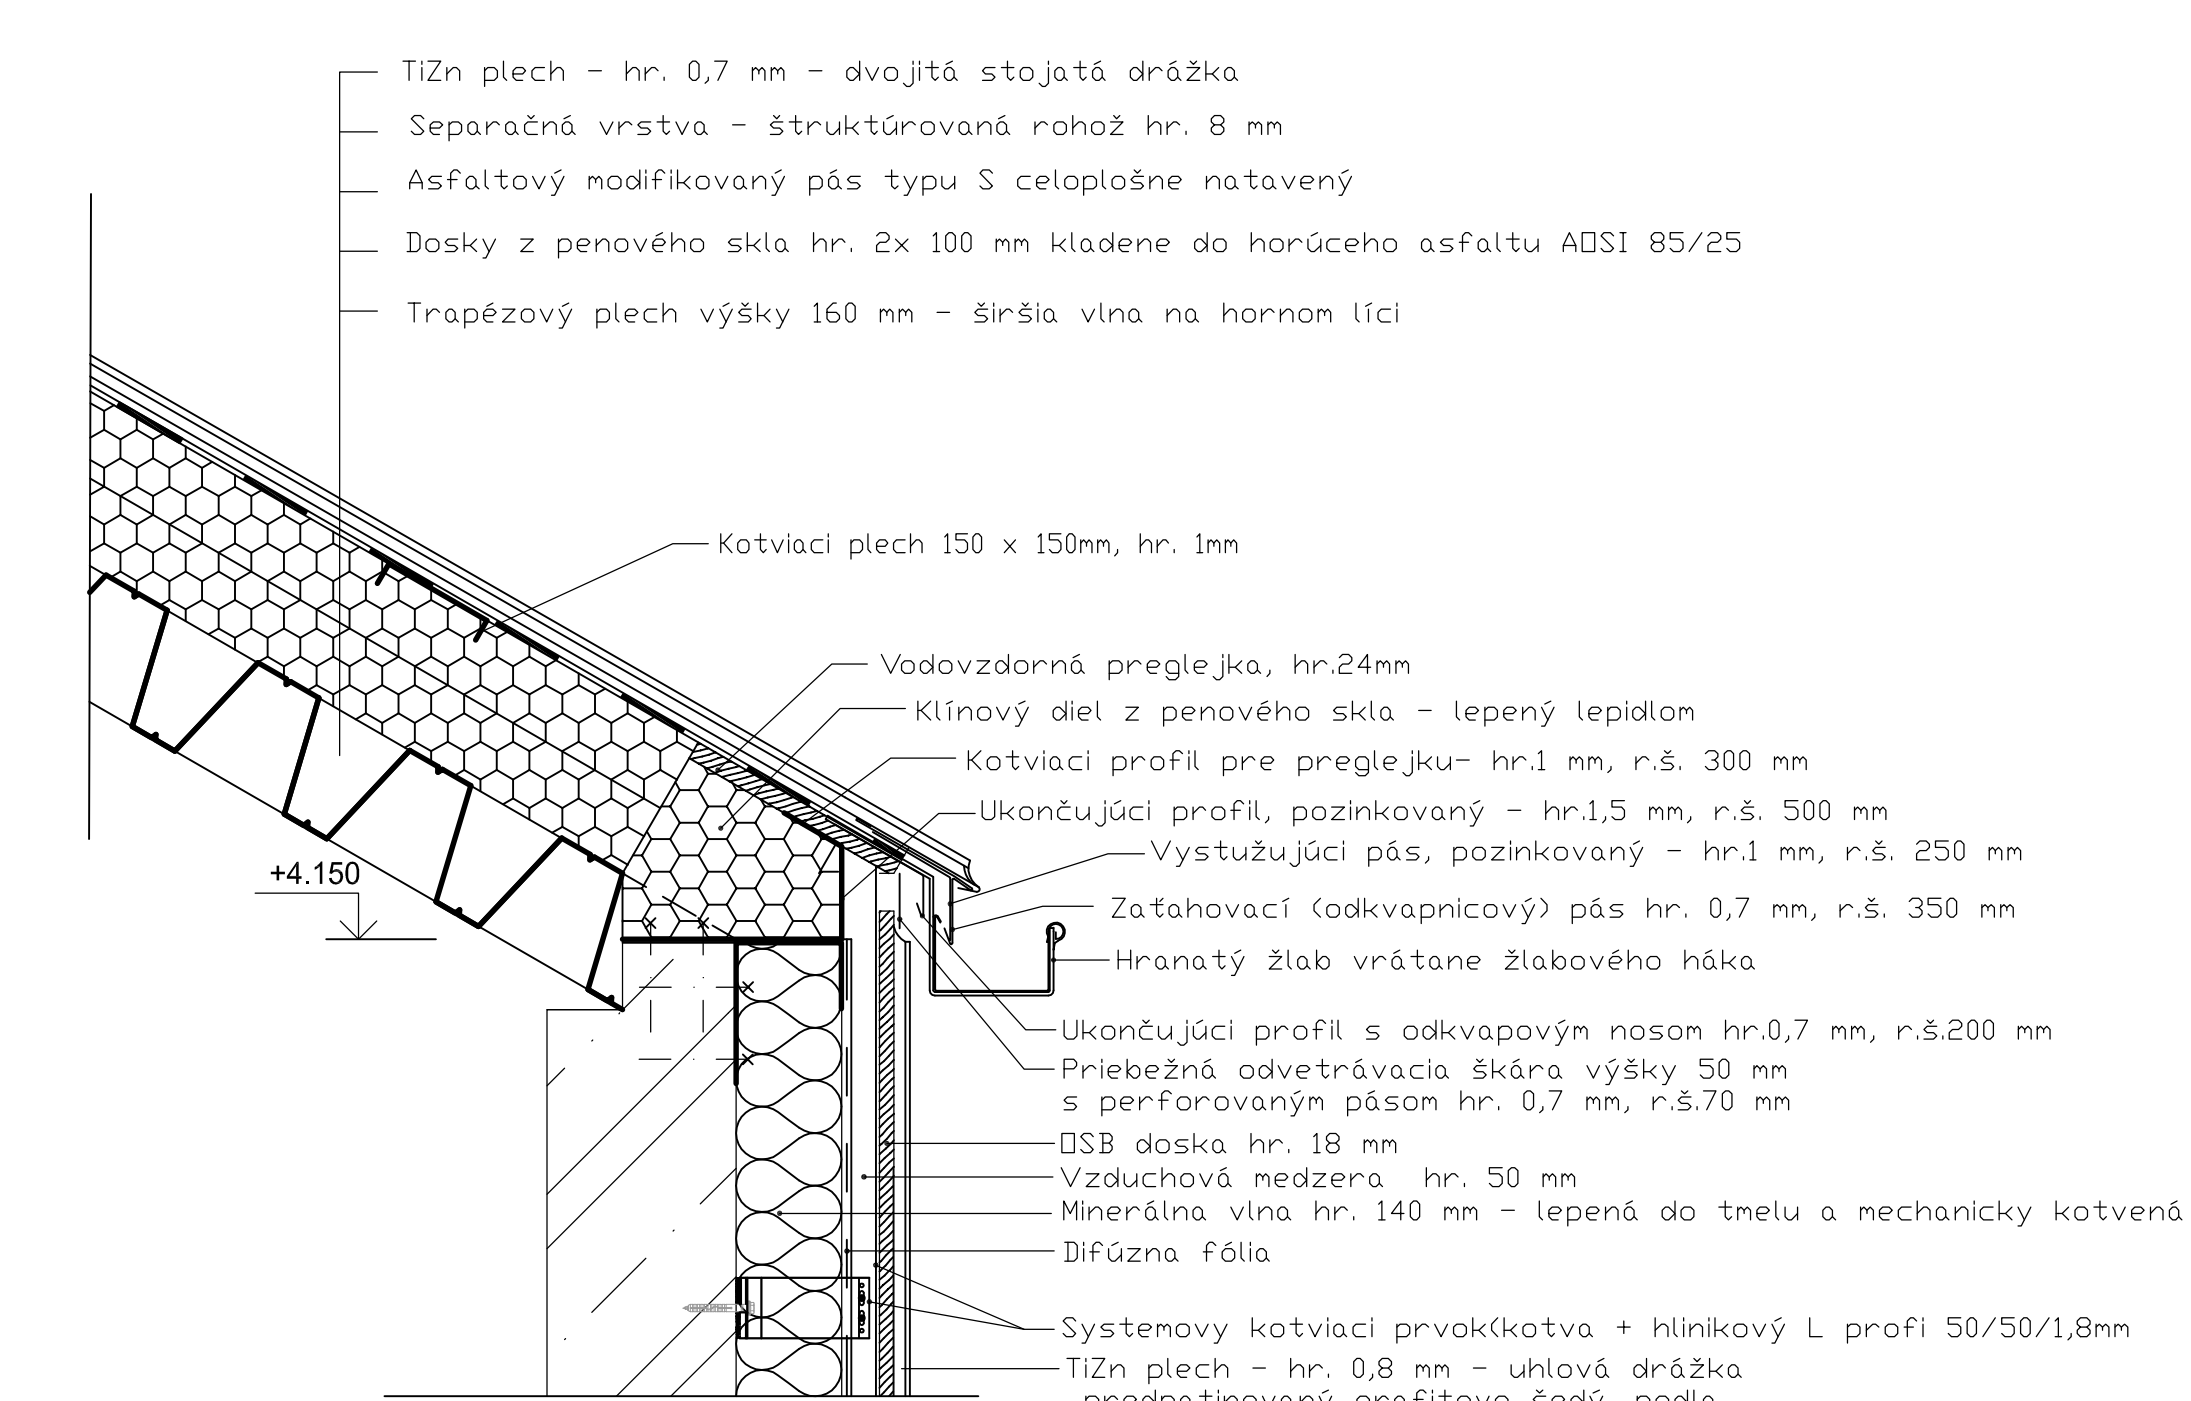 TiZn plech - hr. 0,7 mm - dvojitá stojatá drážka
Separačná vrstva - štruktúrovaná rohož hr. 8 mm
Asfaltový modifikovaný pás typu S celoplošne natavený
Dosky z penového skla hr. 2x 100 mm kladene do horúceho asfaltu A□SI 85/25
Trapézový plech výšky 160 mm - širšia vlna na hornom líci
Kotviaci plech 150 x 150mm, hr. 1mm
Vodovzdorná preglejka, hr.24mm
Klínový diel z penového skla - lepený lepidlom
Kotviaci profil pre preglejku- hr.1 mm, r.š. 300 mm
Ukončujúci profil, pozinkovaný - hr.1,5 mm, r.š. 500 mm
Vystužujúci pás, pozinkovaný - hr.1 mm, r.š. 250 mm
+4.150
Zaťahovací (odkvapnicový) pás hr. 0,7 mm, r.š. 350 mm
Hranatý žlab vrátane žlabového háka
Ukončujúci profil s odkvapovým nosom hr.0,7 mm, r.š.200 mm
Priebežná odvetrávacia škára výšky 50 mm
s perforovaným pásom hr. 0,7 mm, r.š.70 mm
□SB doska hr. 18 mm
Vzduchová medzera hr. 50 mm
Minerálna vlna hr. 140 mm - lepená do tmelu a mechanicky kotvená
Difúzna fólia
Systemovy kotviaci prvok(kotva + hlinikový L profi 50/50/1,8mm
TiZn plech - hr. 0,8 mm - uhlová drážka